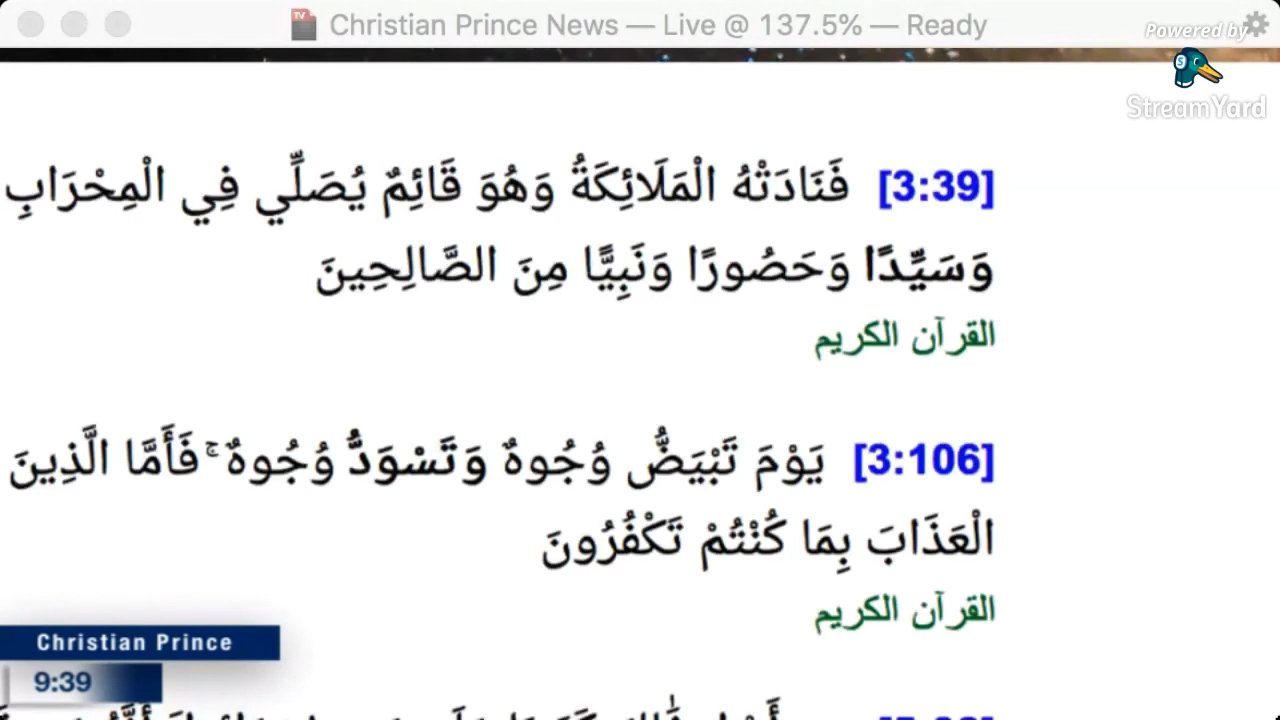 Christian Prince News — Live @ 137.5% — Ready
Powered by
StreamYard
[3:39] فَنَادَتْهُ الْمَلَائِكَةُ وَهُوَ قَائِمٌ يُصَلِّي فِي الْمِحْرَابِ
وَسَيِّدًا وَحَصُورًا وَنَبِيًّا مِنَ الصَّالِحِينَ
القرآن الكريم
[3:106] يَوْمَ تَبْيَضُّ وُجُوهٌ وَتَسْوَدُّ وُجُوهٌ ۚ فَأَمَّا الَّذِينَ
الْعَذَابَ بِمَا كُنْتُمْ تَكْفُرُونَ
القرآن الكريم
Christian Prince
9:39